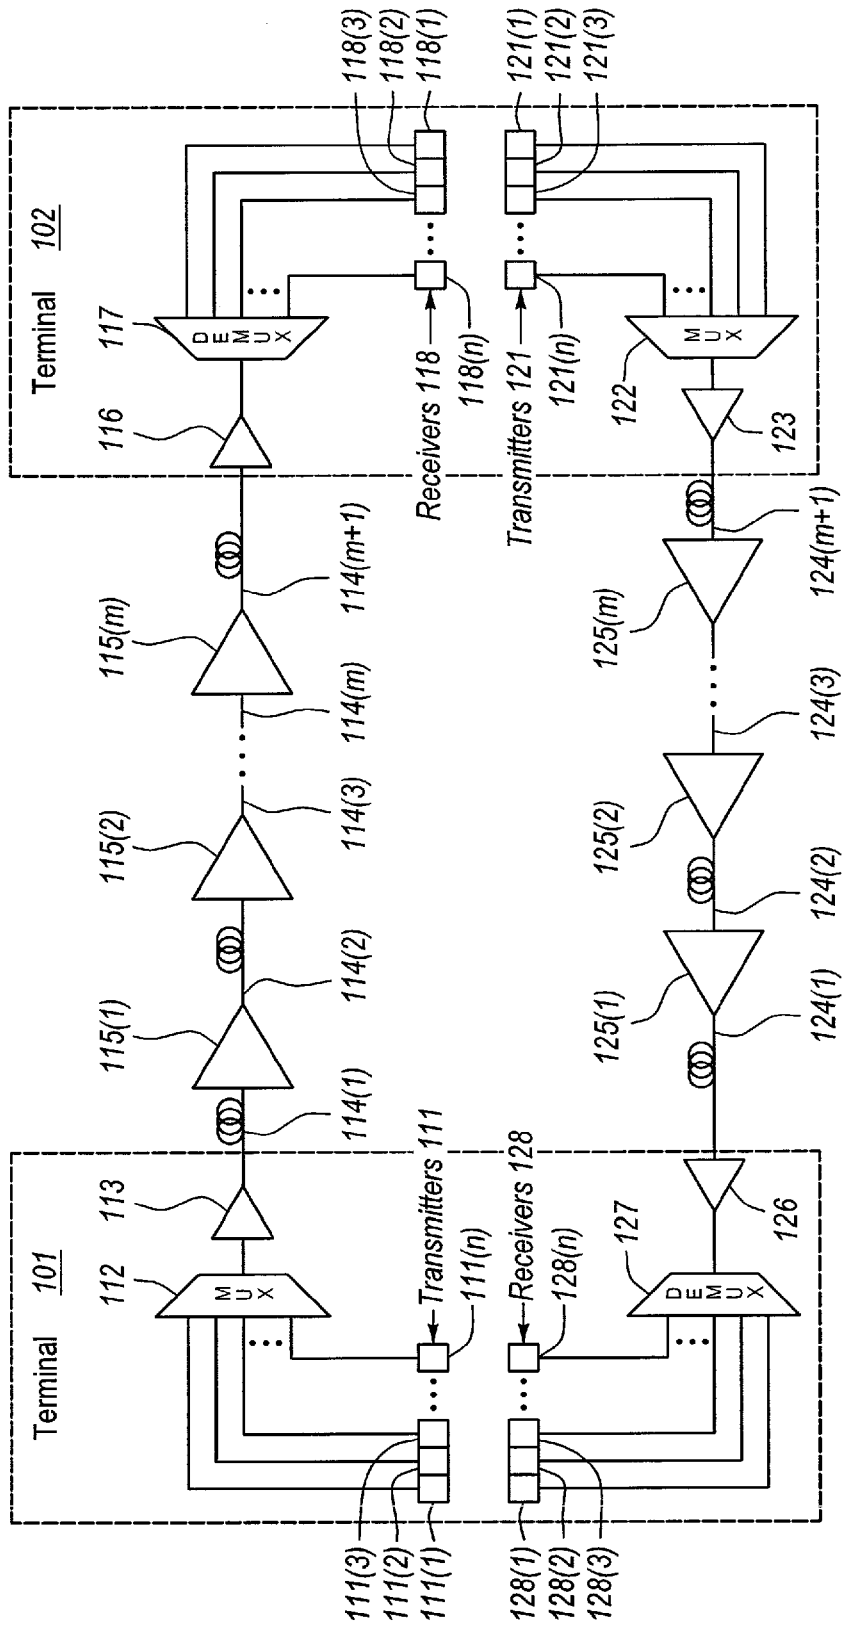 Terminal 101
112
113
MUX
114(1)
115(1)
114(2)
115(2)
114(3)
114(m)
115(m)
114(m+1)
Terminal 102
116
117
DEMUX
118(3)
118(2)
118(1)
Receivers 118
118(n)
121(1)
121(2)
121(3)
Transmitters 121
121(n)
MUX
122
123
124(m+1)
125(m)
124(3)
125(2)
124(2)
125(1)
124(1)
126
127
DEMUX
Transmitters 111
111(n)
111(3)
111(2)
111(1)
Receivers 128
128(n)
128(1)
128(2)
128(3)